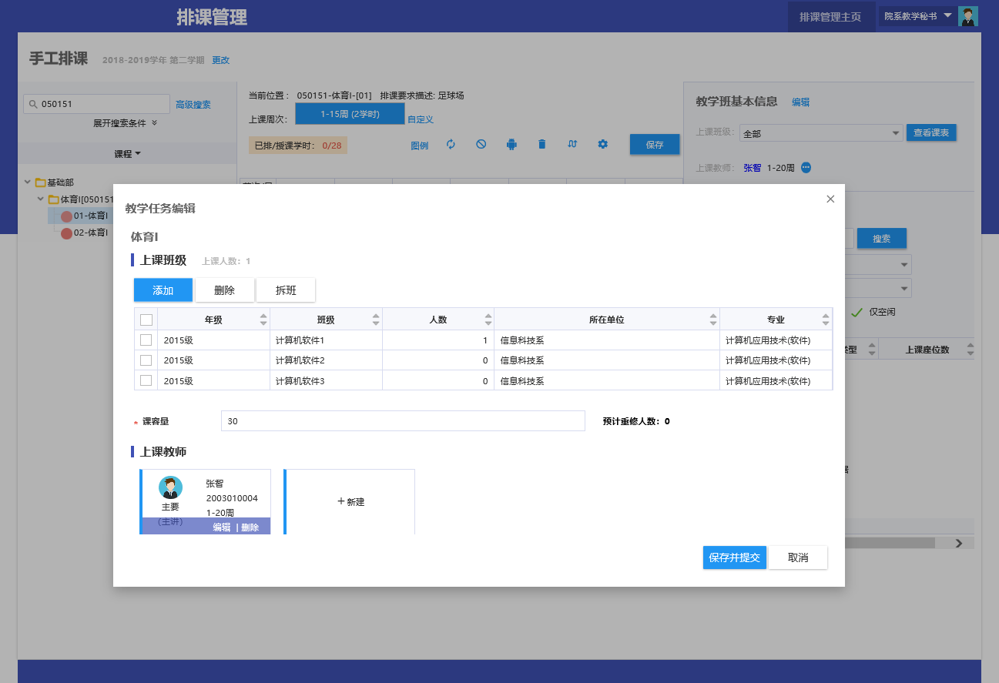 排课管理
排课管理主页
院系教学秘书
手工排课 2018-2019学年 第二学期 更改
050151
高级搜索
展开搜索条件
课程
基础部
体育I[050151
01-体育I
02-体育I
当前位置： 050151-体育I-[01] 排课要求描述: 足球场
上课周次： 1-15周 (2学时) 自定义
已排/授课学时： 0/28
图例
保存
教学班基本信息 编辑
上课班级: 全部 查看课表
上课教师: 张智 1-20周
搜索
仅空闲
类型 上课座位数
教学任务编辑
体育I
上课班级 上课人数：1
添加 删除 拆班
年级 班级 人数 所在单位 专业
2015级 计算机软件1 1 信息科技系 计算机应用技术(软件)
2015级 计算机软件2 0 信息科技系 计算机应用技术(软件)
2015级 计算机软件3 0 信息科技系 计算机应用技术(软件)
* 课容量 30 预计重修人数：0
上课教师
张智
2003010004
主要
1-20周
(主讲)
编辑 | 删除
+ 新建
保存并提交 取消